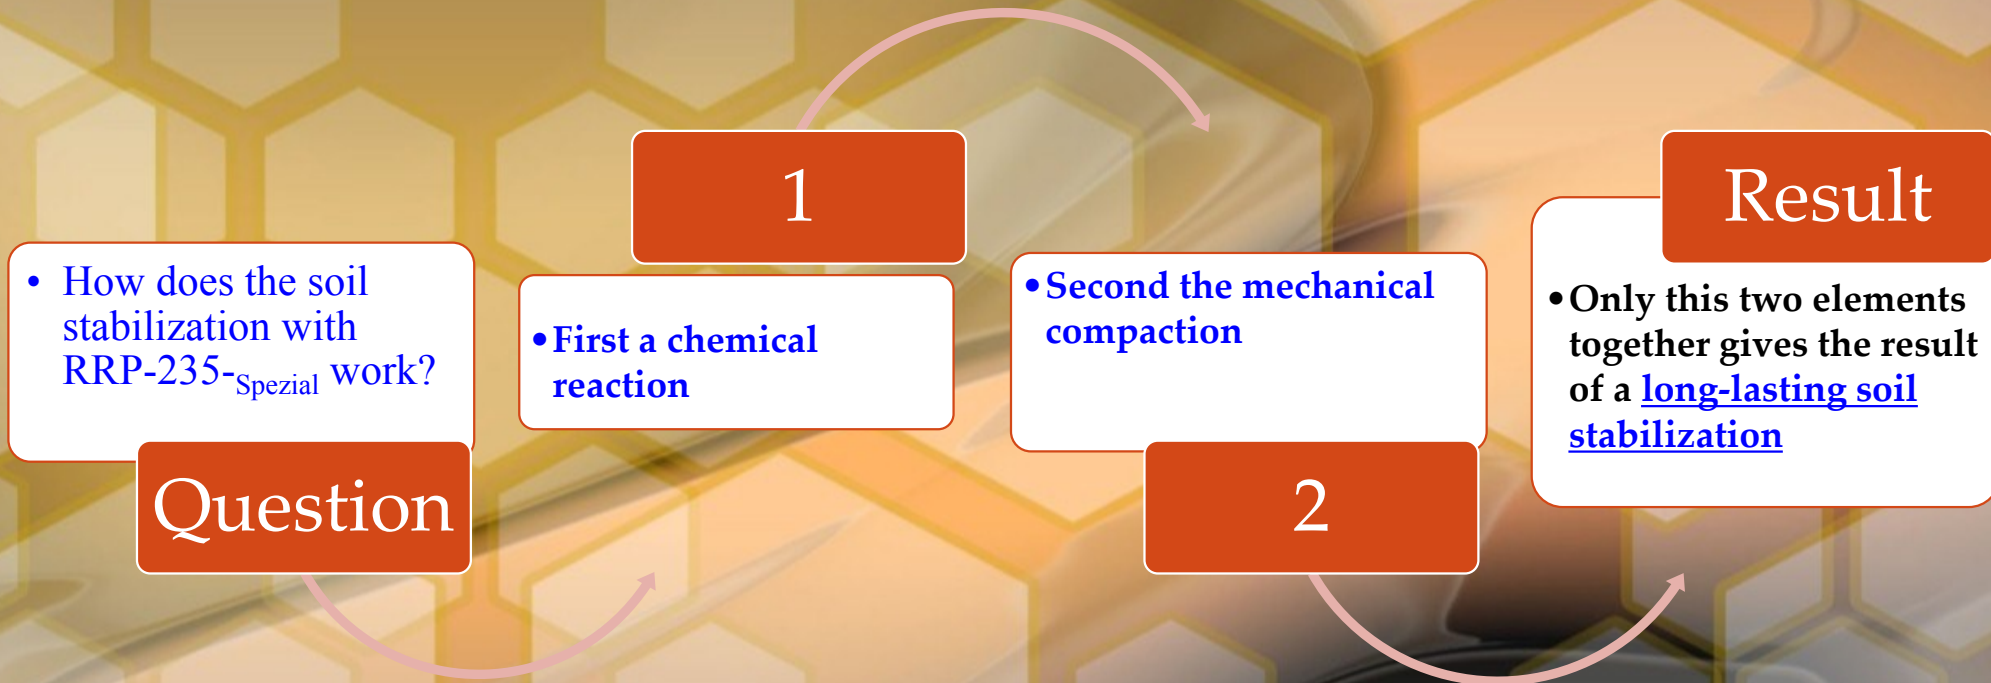 • How does the soil
stabilization with
RRP-235-Spezial work?
Question
1
•First a chemical
reaction
•Second the mechanical
compaction
2
Result
•Only this two elements
together gives the result
of a long-lasting soil
stabilization